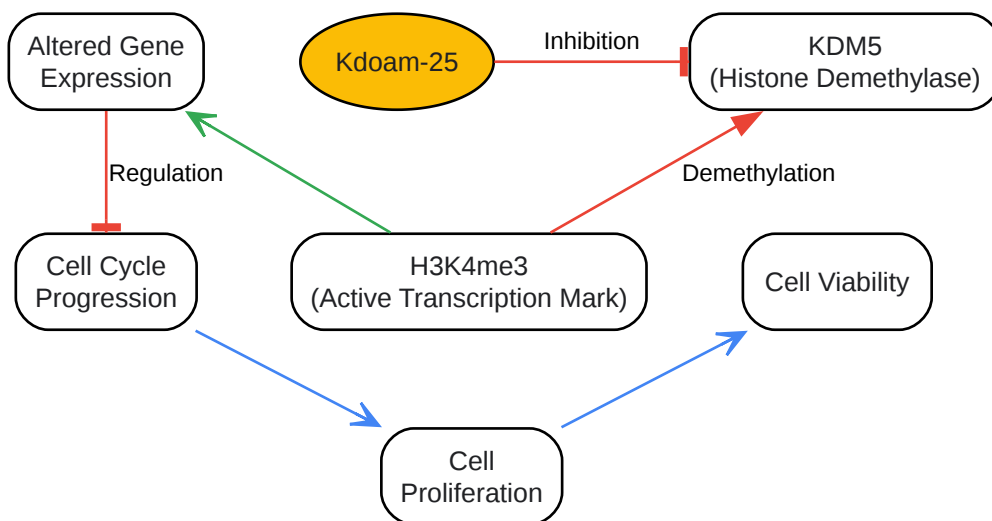 Altered Gene
Expression
Kdoam-25
Inhibition
KDM5
(Histone Demethylase)
Regulation
Demethylation
Cell Cycle
Progression
H3K4me3
(Active Transcription Mark)
Cell Viability
Cell
Proliferation